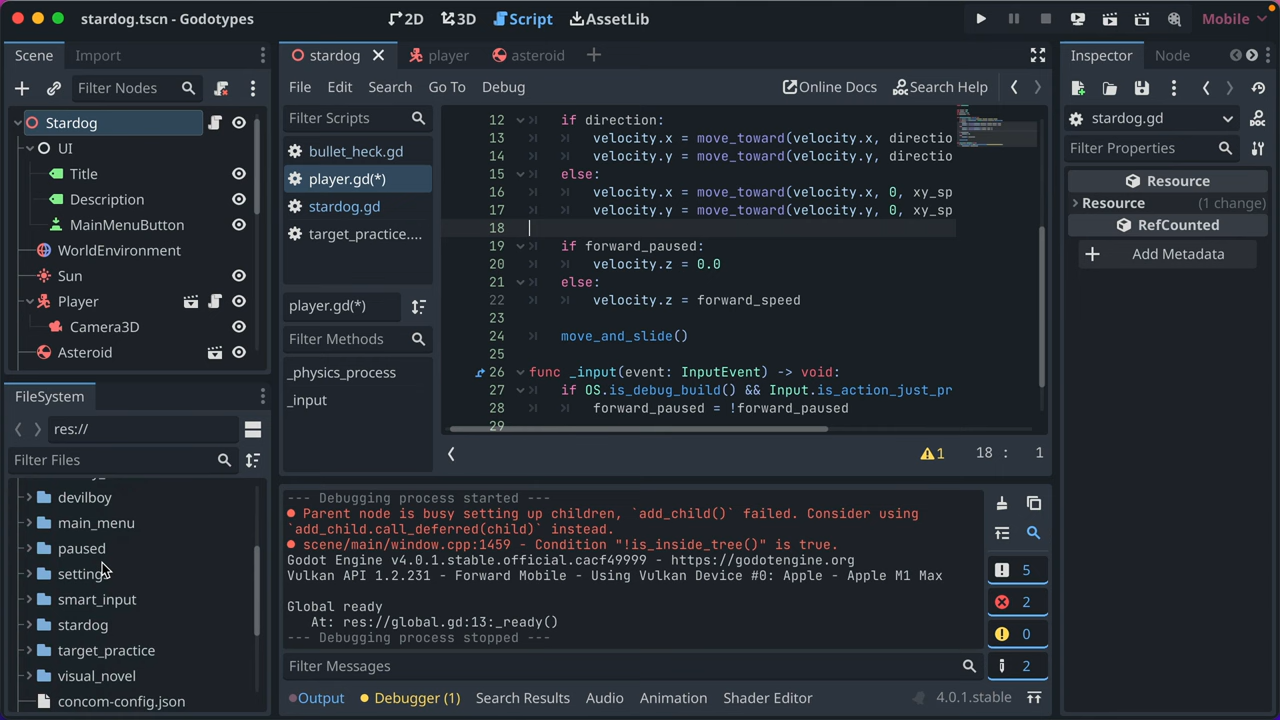 stardog.tscn - Godotypes
2D
3D
Script
AssetLib
Mobile
Scene
Import
Filter Nodes
Stardog
UI
Title
Description
MainMenuButton
WorldEnvironment
Sun
Player
Camera3D
Asteroid
FileSystem
res://
Filter Files
devilboy
main_menu
paused
settings
smart_input
stardog
target_practice
visual_novel
concom-config.json
stardog
player
asteroid
File
Edit
Search
Go To
Debug
Online Docs
Search Help
Filter Scripts
bullet_heck.gd
player.gd(*)
stardog.gd
target_practice....
player.gd(*)
Filter Methods
_physics_process
_input
12 if direction:
13 velocity.x = move_toward(velocity.x, directio
14 velocity.y = move_toward(velocity.y, directio
15 else:
16 velocity.x = move_toward(velocity.x, 0, xy_sp
17 velocity.y = move_toward(velocity.y, 0, xy_sp
18
19 if forward_paused:
20 velocity.z = 0.0
21 else:
22 velocity.z = forward_speed
23
24 move_and_slide()
25
26 func _input(event: InputEvent) -> void:
27 if OS.is_debug_build() && Input.is_action_just_pr
28 forward_paused = !forward_paused
29
1
18 : 1
--- Debugging process started ---
Parent node is busy setting up children, `add_child()` failed. Consider using
`add_child.call_deferred(child)` instead.
scene/main/window.cpp:1459 - Condition "!is_inside_tree()" is true.
Godot Engine v4.0.1.stable.official.cacf49999 - https://godotengine.org
Vulkan API 1.2.231 - Forward Mobile - Using Vulkan Device #0: Apple - Apple M1 Max
Global ready
At: res://global.gd:13:_ready()
--- Debugging process stopped ---
5
2
0
2
Filter Messages
Output
Debugger (1)
Search Results
Audio
Animation
Shader Editor
4.0.1.stable
Inspector
Node
stardog.gd
Filter Properties
Resource
Resource (1 change)
RefCounted
Add Metadata